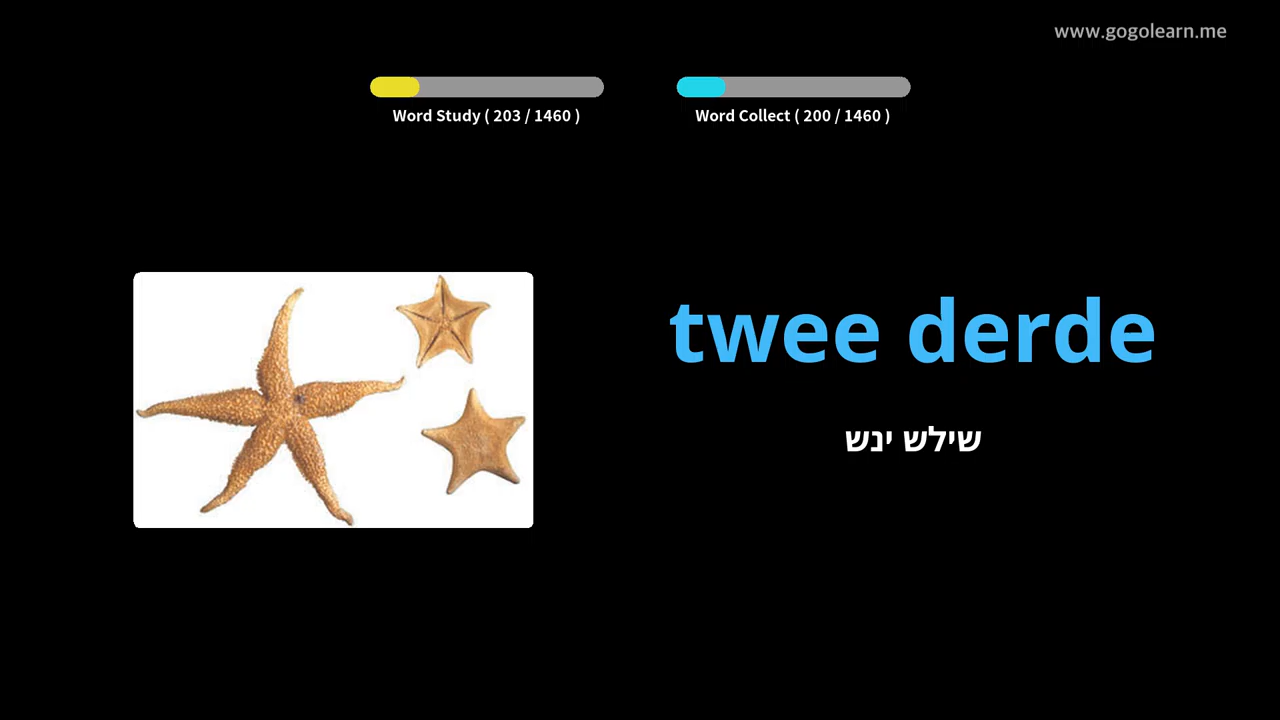 www.gogolearn.me
Word Study ( 203 / 1460 )
Word Collect ( 200 / 1460 )
twee derde
שילש ינש